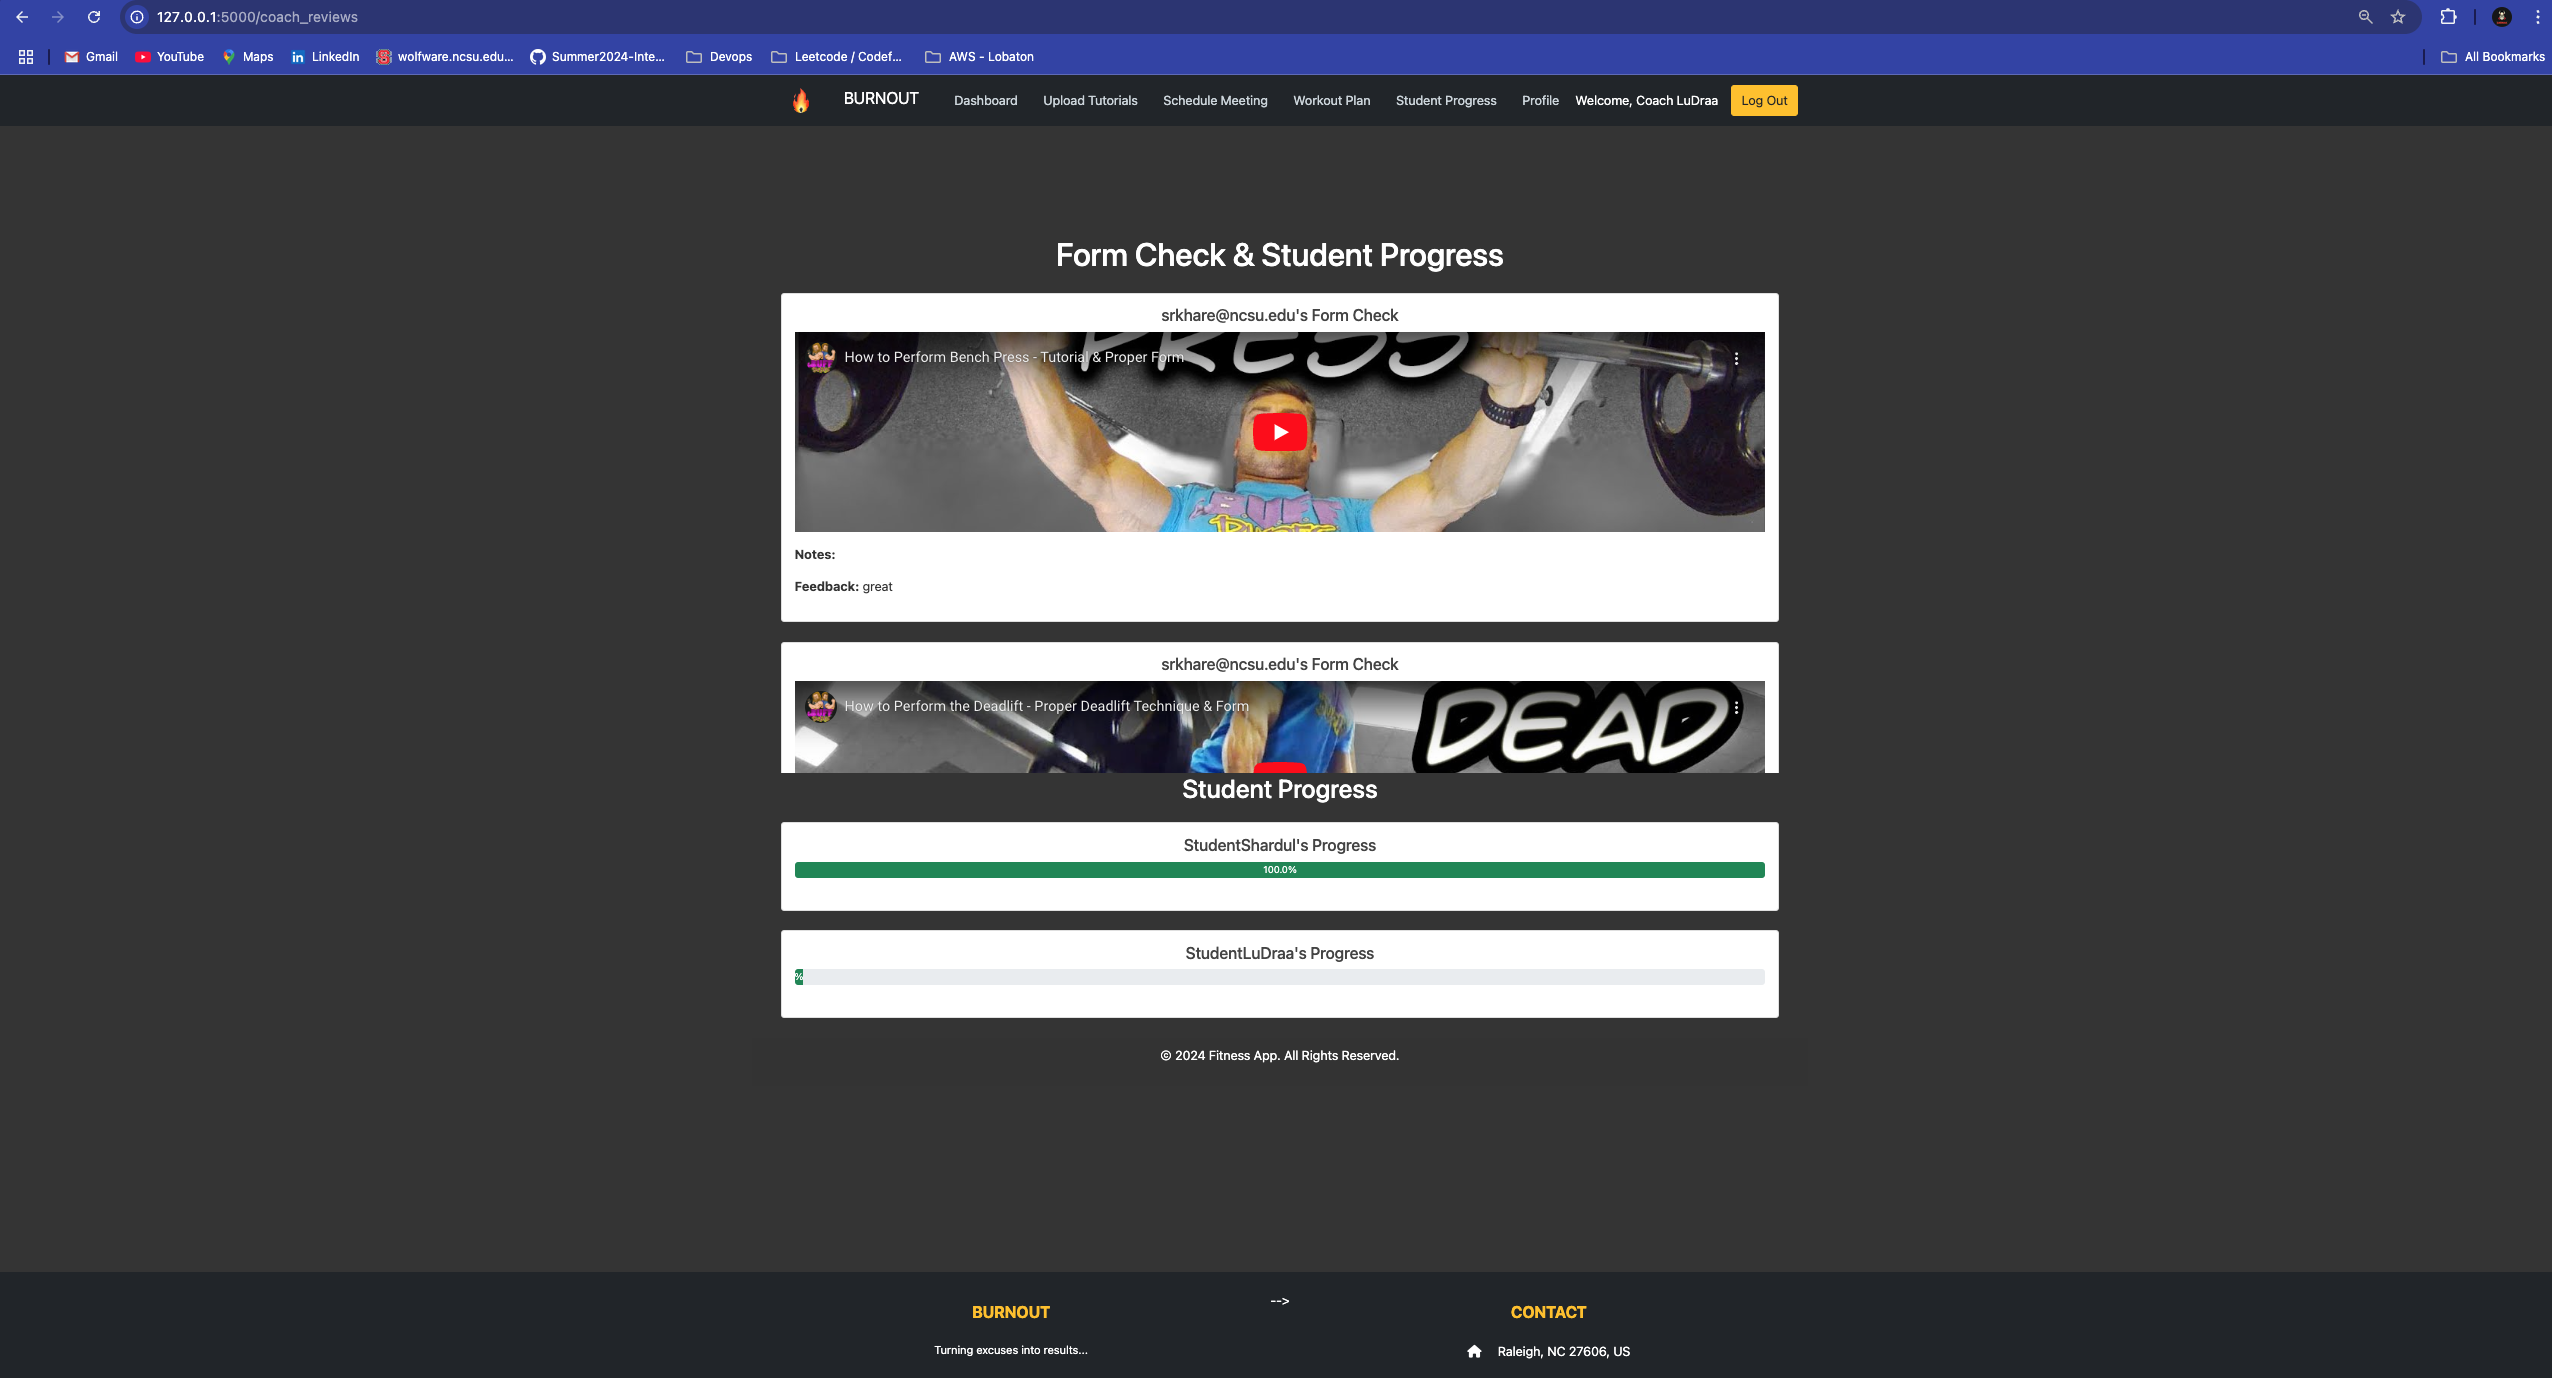 127.0.0.1:5000/coach_reviews
Gmail
YouTube
Maps
LinkedIn
wolfware.ncsu.edu...
Summer2024-Inte...
Devops
Leetcode / Codef...
AWS - Lobaton
All Bookmarks
BURNOUT
Dashboard
Upload Tutorials
Schedule Meeting
Workout Plan
Student Progress
Profile
Welcome, Coach LuDraa
Log Out
Form Check & Student Progress
srkhare@ncsu.edu's Form Check
PRESS
How to Perform Bench Press - Tutorial & Proper Form
Notes:
Feedback: great
srkhare@ncsu.edu's Form Check
How to Perform the Deadlift - Proper Deadlift Technique & Form
DEAD
Student Progress
StudentShardul's Progress
100.0%
StudentLuDraa's Progress
%
© 2024 Fitness App. All Rights Reserved.
BURNOUT
-->
CONTACT
Turning excuses into results...
Raleigh, NC 27606, US